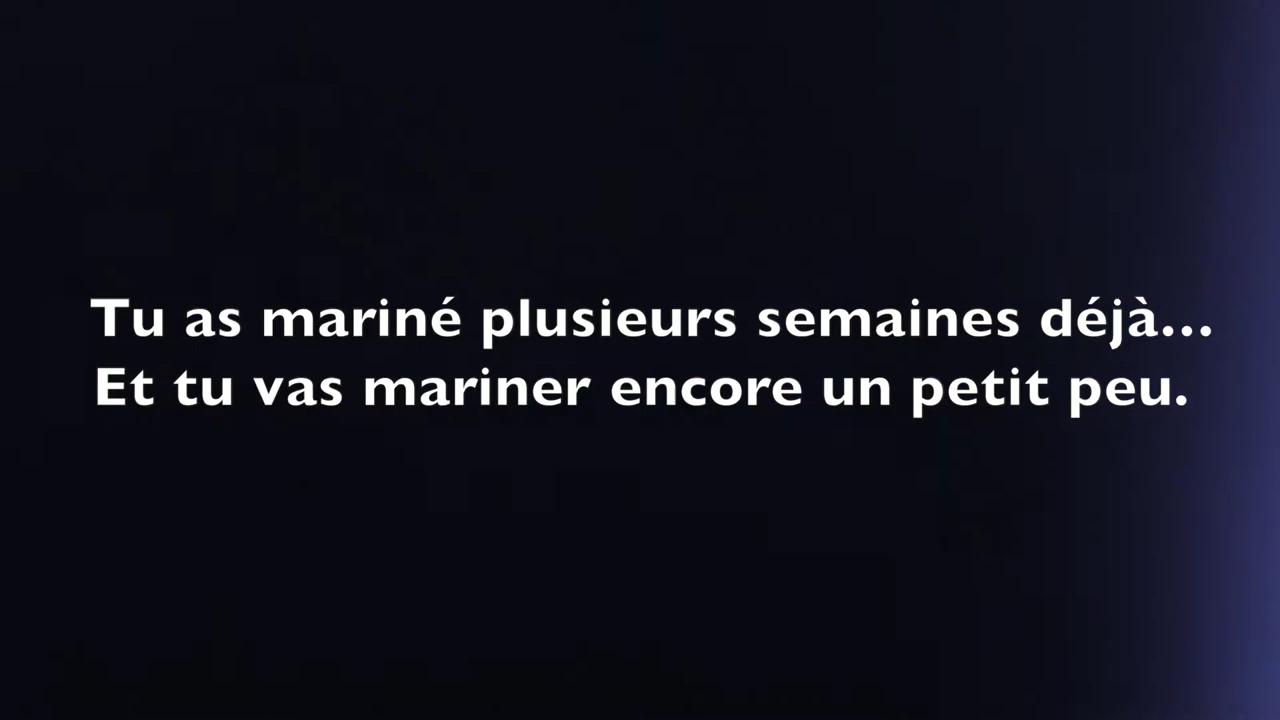 Tu as mariné plusieurs semaines déjà...
Et tu vas mariner encore un petit peu.